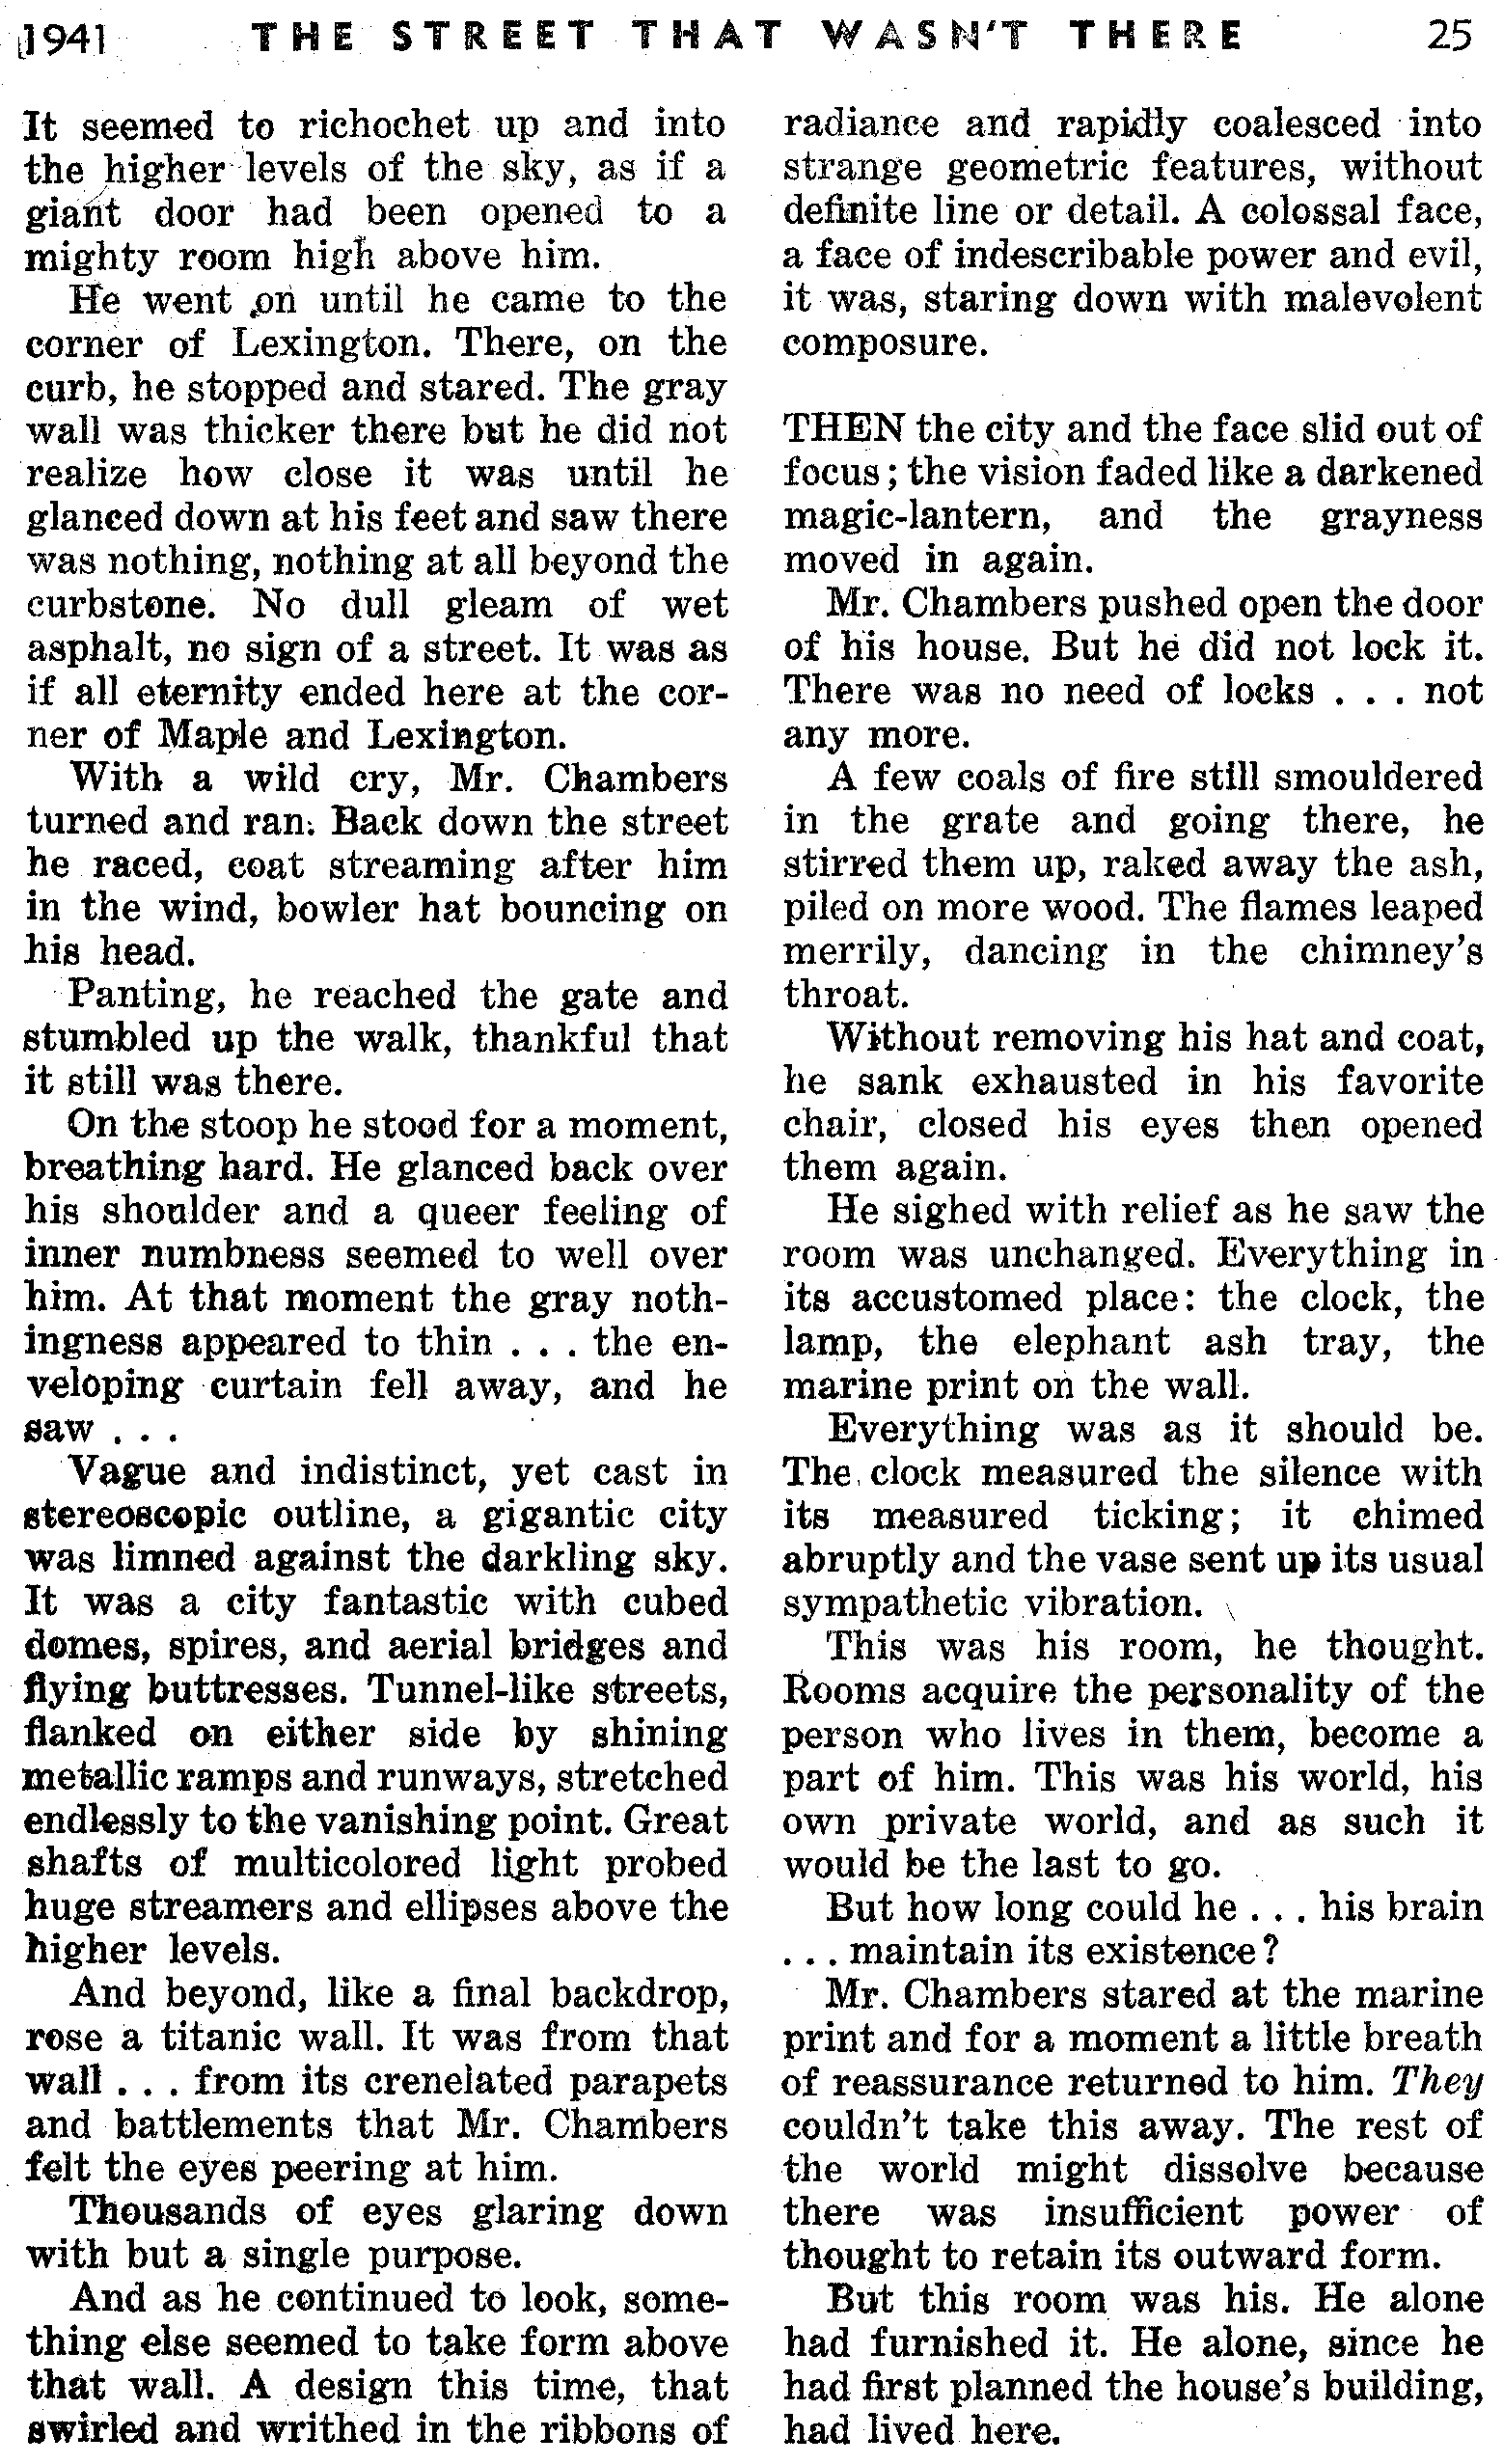 1941 THE STREET THAT WASN'T THERE 25
It seemed to richochet up and into
the higher levels of the sky, as if a
giant door had been opened to a
mighty room high above him.
He went on until he came to the
corner of Lexington. There, on the
curb, he stopped and stared. The gray
wall was thicker there but he did not
realize how close it was until he
glanced down at his feet and saw there
was nothing, nothing at all beyond the
curbstone. No dull gleam of wet
asphalt, no sign of a street. It was as
if all eternity ended here at the cor-
ner of Maple and Lexington.
With a wild cry, Mr. Chambers
turned and ran. Back down the street
he raced, coat streaming after him
in the wind, bowler hat bouncing on
his head.
Panting, he reached the gate and
stumbled up the walk, thankful that
it still was there.
On the stoop he stood for a moment,
breathing hard. He glanced back over
his shoulder and a queer feeling of
inner numbness seemed to well over
him. At that moment the gray noth-
ingness appeared to thin . . . the en-
veloping curtain fell away, and he
saw . . .
Vague and indistinct, yet cast in
stereoscopic outline, a gigantic city
was limned against the darkling sky.
It was a city fantastic with cubed
domes, spires, and aerial bridges and
flying buttresses. Tunnel-like streets,
flanked on either side by shining
metallic ramps and runways, stretched
endlessly to the vanishing point. Great
shafts of multicolored light probed
huge streamers and ellipses above the
higher levels.
And beyond, like a final backdrop,
rose a titanic wall. It was from that
wall . . . from its crenelated parapets
and battlements that Mr. Chambers
felt the eyes peering at him.
Thousands of eyes glaring down
with but a single purpose.
And as he continued to look, some-
thing else seemed to take form above
that wall. A design this time, that
swirled and writhed in the ribbons of
radiance and rapidly coalesced into
strange geometric features, without
definite line or detail. A colossal face,
a face of indescribable power and evil,
it was, staring down with malevolent
composure.
THEN the city and the face slid out of
focus; the vision faded like a darkened
magic-lantern, and the grayness
moved in again.
Mr. Chambers pushed open the door
of his house. But he did not lock it.
There was no need of locks . . . not
any more.
A few coals of fire still smouldered
in the grate and going there, he
stirred them up, raked away the ash,
piled on more wood. The flames leaped
merrily, dancing in the chimney's
throat.
Without removing his hat and coat,
he sank exhausted in his favorite
chair, closed his eyes then opened
them again.
He sighed with relief as he saw the
room was unchanged. Everything in
its accustomed place: the clock, the
lamp, the elephant ash tray, the
marine print on the wall.
Everything was as it should be.
The clock measured the silence with
its measured ticking; it chimed
abruptly and the vase sent up its usual
sympathetic vibration.
This was his room, he thought.
Rooms acquire the personality of the
person who lives in them, become a
part of him. This was his world, his
own private world, and as such it
would be the last to go.
But how long could he . . . his brain
. . . maintain its existence?
Mr. Chambers stared at the marine
print and for a moment a little breath
of reassurance returned to him. They
couldn't take this away. The rest of
the world might dissolve because
there was insufficient power of
thought to retain its outward form.
But this room was his. He alone
had furnished it. He alone, since he
had first planned the house's building,
had lived here.